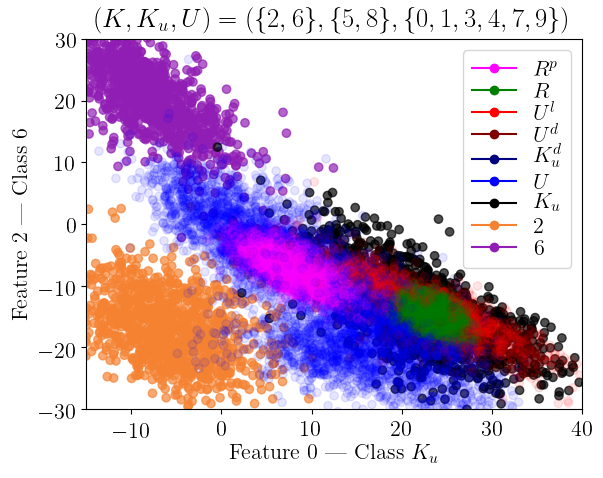 (K, K_u, U) = ({2, 6}, {5, 8}, {0, 1, 3, 4, 7, 9})
30
20
10
0
−10
−20
−30
Feature 2 — Class 6
R^p
R
U^l
U^d
K_u^d
U
K_u
2
6
−10
0
10
20
30
40
Feature 0 — Class K_u